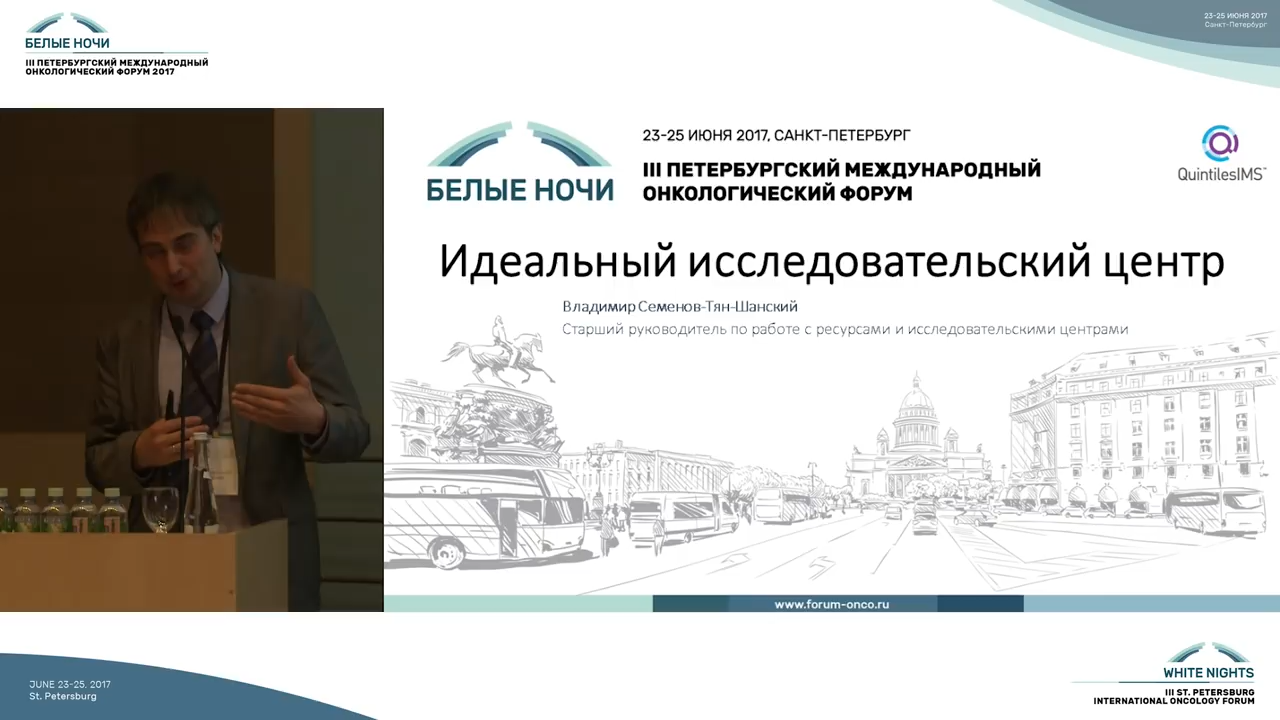 БЕЛЫЕ НОЧИ
III ПЕТЕРБУРГСКИЙ МЕЖДУНАРОДНЫЙ
ОНКОЛОГИЧЕСКИЙ ФОРУМ 2017
23-25 ИЮНЯ 2017
Санкт-Петербург
БЕЛЫЕ НОЧИ
23-25 ИЮНЯ 2017, САНКТ-ПЕТЕРБУРГ
III ПЕТЕРБУРГСКИЙ МЕЖДУНАРОДНЫЙ
ОНКОЛОГИЧЕСКИЙ ФОРУМ
QuintilesIMS™
Идеальный исследовательский центр
Владимир Семенов-Тян-Шанский
Старший руководитель по работе с ресурсами и исследовательскими центрами
www.forum-onco.ru
JUNE 23-25, 2017
St. Petersburg
WHITE NIGHTS
III ST. PETERSBURG
INTERNATIONAL ONCOLOGY FORUM